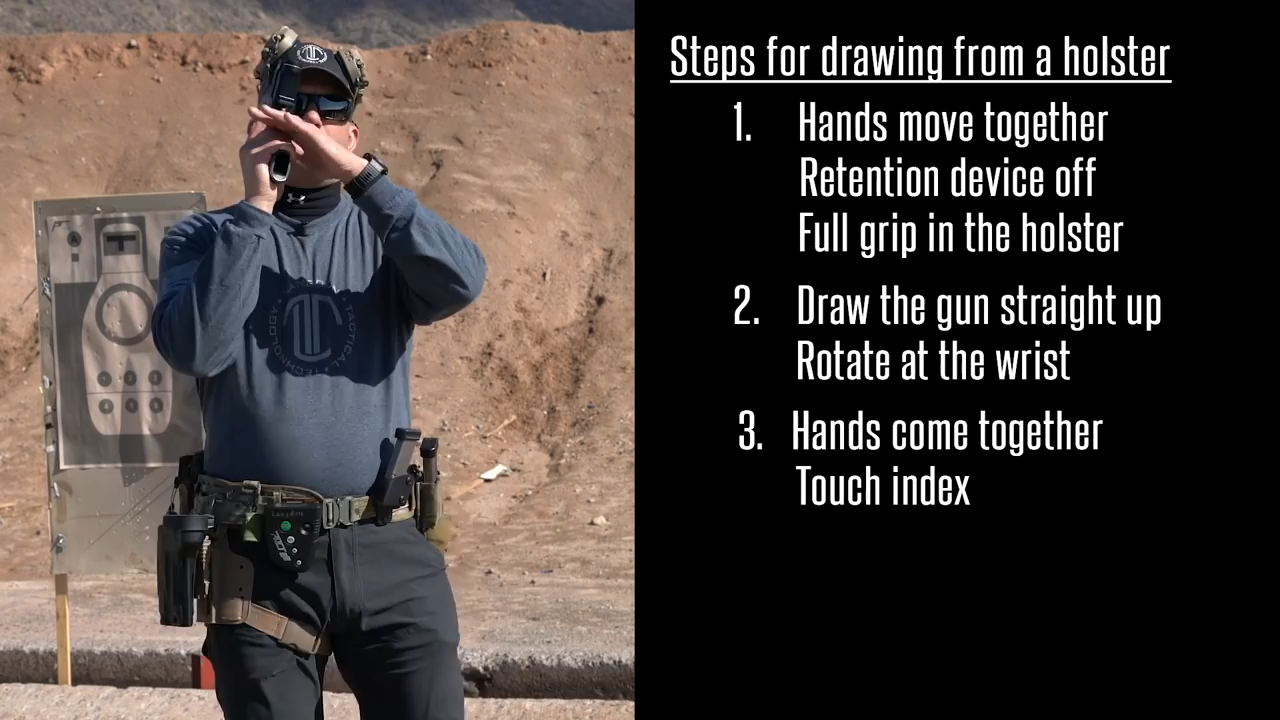 Steps for drawing from a holster
1. Hands move together
Retention device off
Full grip in the holster
2. Draw the gun straight up
Rotate at the wrist
3. Hands come together
Touch index
TACTICAL